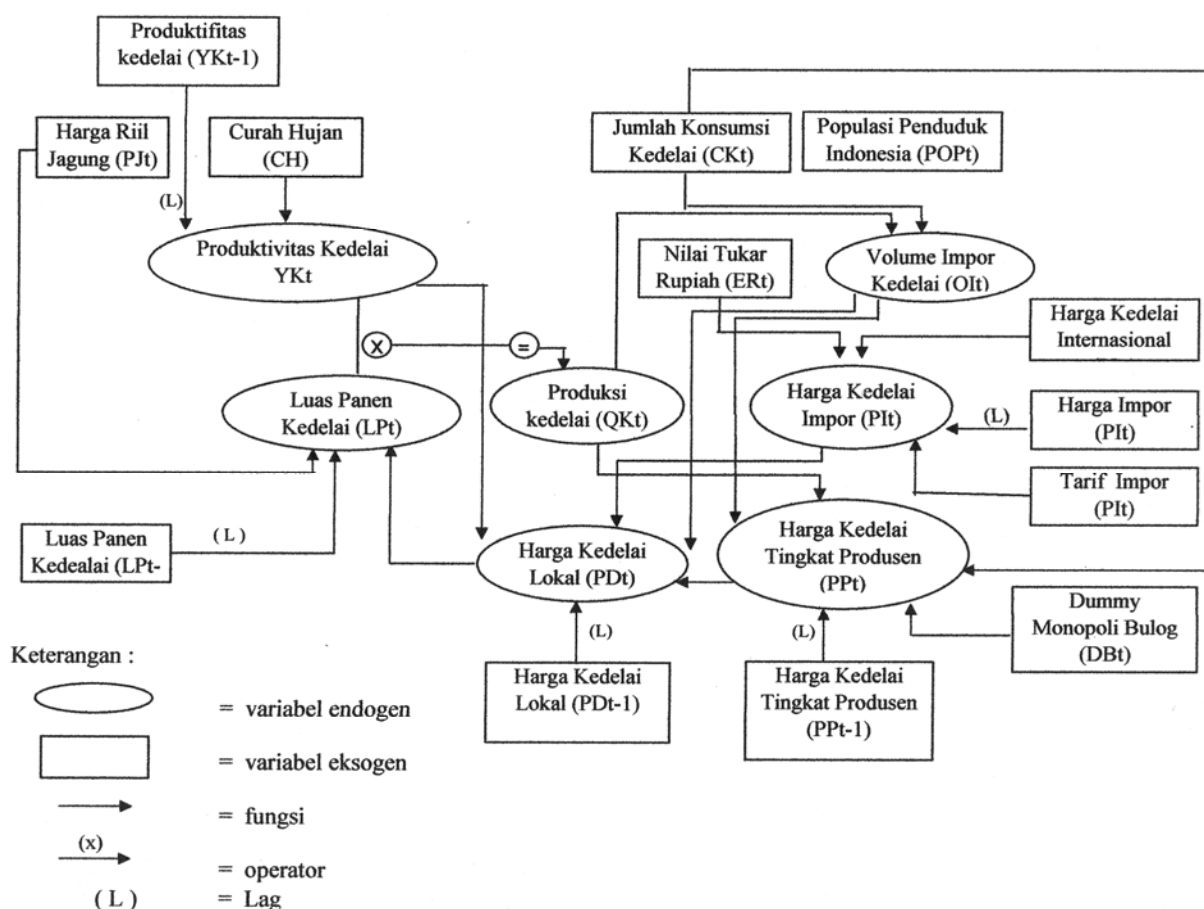 Produktifitas
kedelai (YKt-1)
Harga Riil
Jagung (PJt)
Curah Hujan
(CH)
Jumlah Konsumsi
Kedelai (CKt)
Populasi Penduduk
Indonesia (POPt)
(L)
Produktivitas Kedelai
YKt
Nilai Tukar
Rupiah (ERt)
Volume Impor
Kedelai (OIt)
Harga Kedelai
Internasional
X
=
Luas Panen
Kedelai (LPt)
Produksi
kedelai (QKt)
Harga Kedelai
Impor (PIt)
(L)
Harga Impor
(PIt)
Tarif Impor
(PIt)
Luas Panen
Kedealai (LPt-
( L )
Harga Kedelai
Lokal (PDt)
Harga Kedelai
Tingkat Produsen
(PPt)
Dummy
Monopoli Bulog
(DBt)
(L)
(L)
Harga Kedelai
Lokal (PDt-1)
Harga Kedelai
Tingkat Produsen
(PPt-1)
Keterangan :
= variabel endogen
= variabel eksogen
= fungsi
(x)
= operator
( L ) = Lag